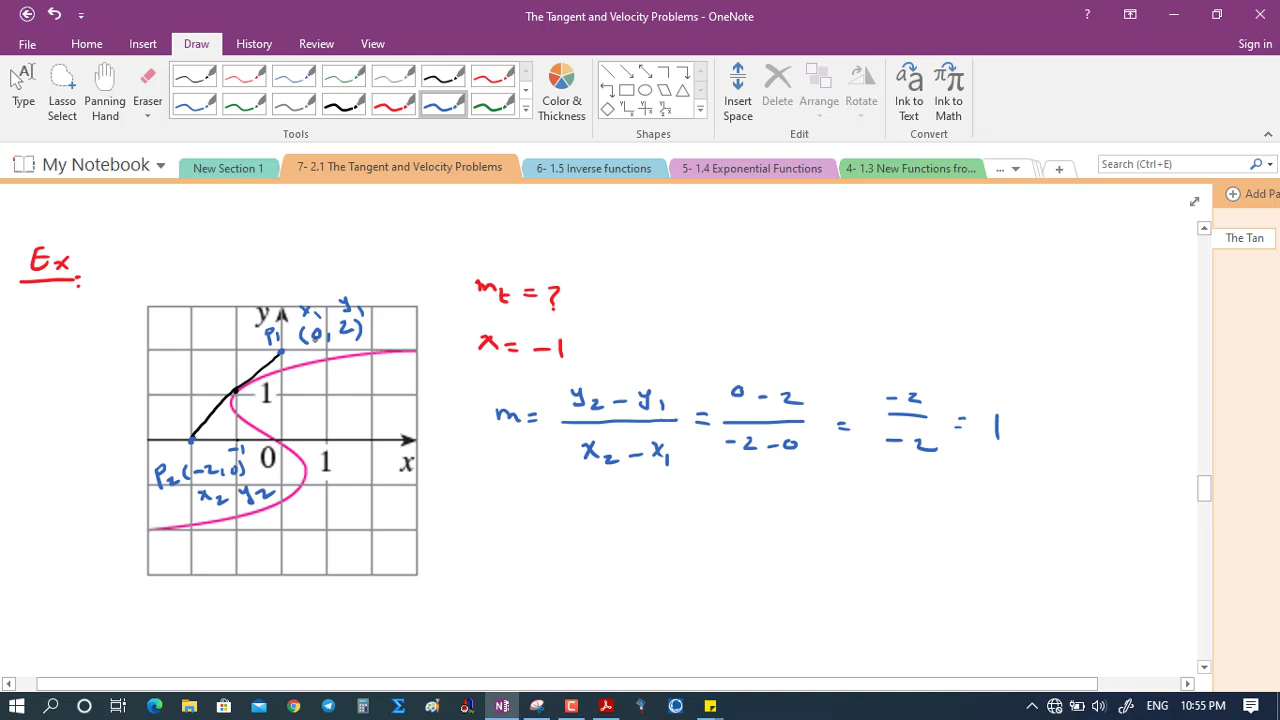 The Tangent and Velocity Problems - OneNote
File Home Insert Draw History Review View Sign in
Type
Lasso Select
Panning Hand
Eraser
Color & Thickness
Insert Space
Delete
Arrange
Rotate
Ink to Text
Ink to Math
Tools Shapes Edit Convert
My Notebook New Section 1 7- 2.1 The Tangent and Velocity Problems 6- 1.5 Inverse functions 5- 1.4 Exponential Functions 4- 1.3 New Functions fro... Search (Ctrl+E)
Add Pa
The Tan
Ex:
m_t = ?
x = -1
x₁ y₁
y P₁ (0, 2)
1
-1 0 1 x
P₂ (-2, 0)
x₂ y₂
m = (y₂ - y₁)/(x₂ - x₁) = (0 - 2)/(-2 - 0) = (-2)/(-2) = 1
ENG 10:55 PM